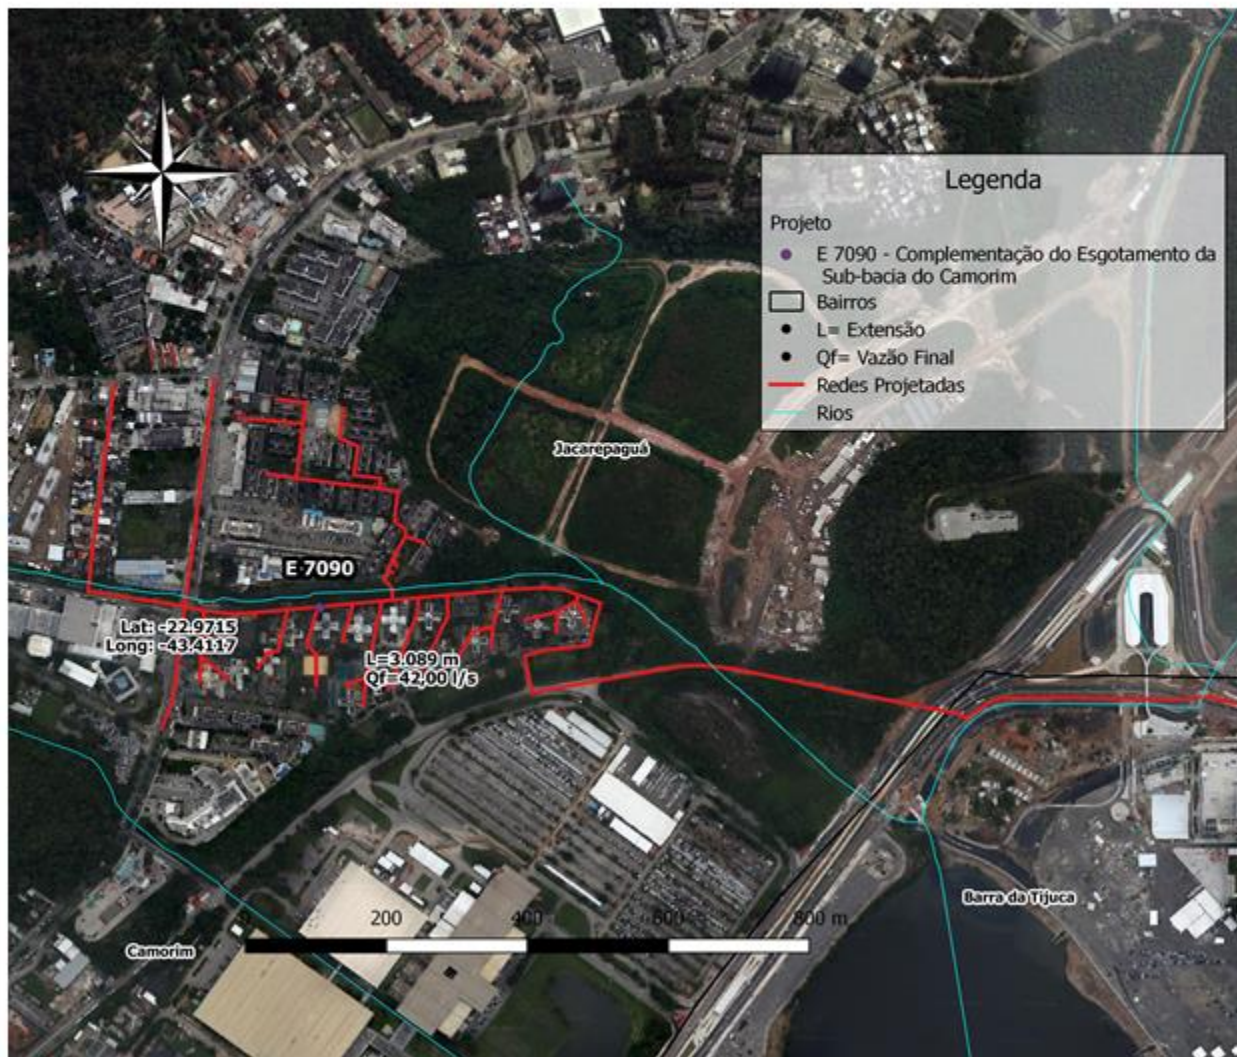 Legenda
Projeto
E 7090 - Complementação do Esgotamento da
Sub-bacia do Camorim
Bairros
L= Extensão
Qf= Vazão Final
Redes Projetadas
Rios
Jacarepaguá
E 7090
Lat: -22.9715
Long: -43.4117
L=3.089 m
Qf=42,00 l/s
Barra da Tijuca
0 200 400 600 800 m
Camorim